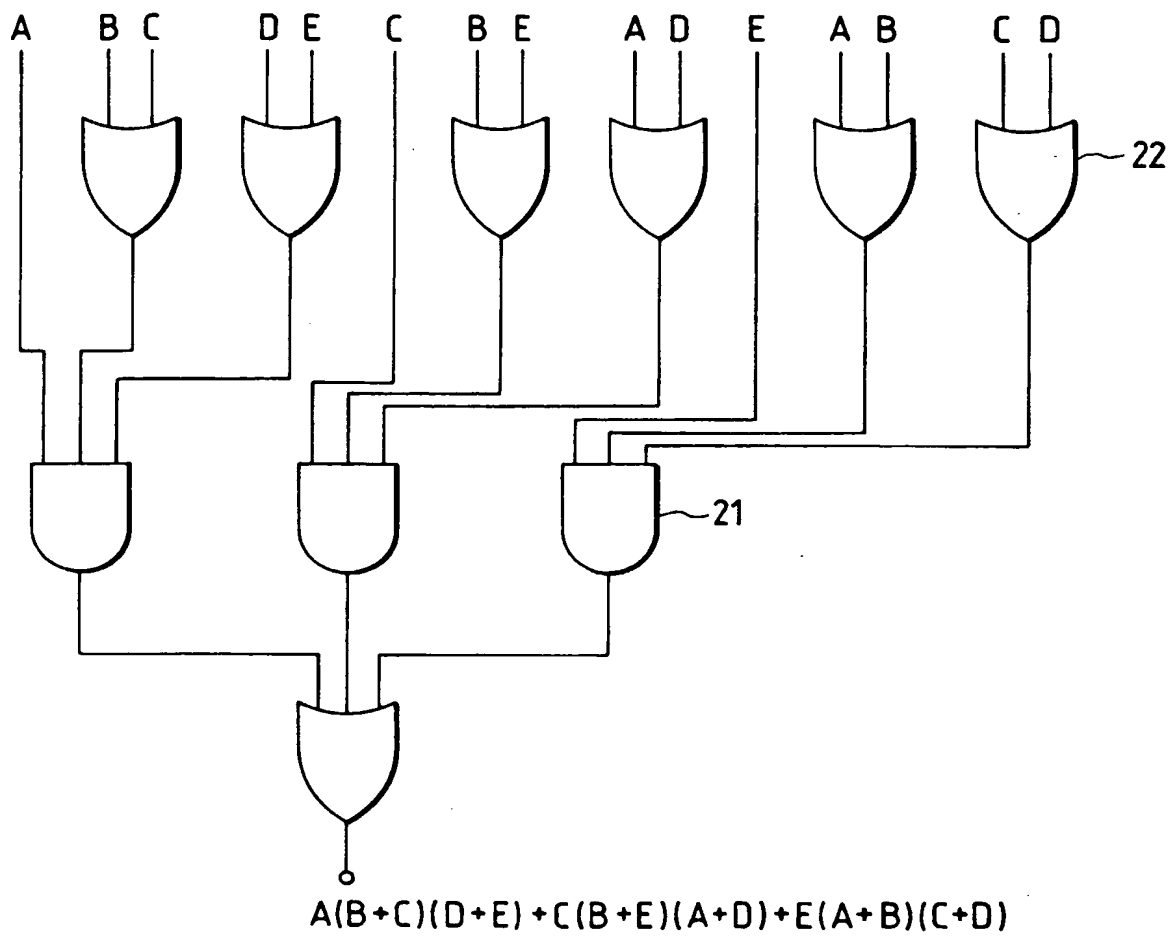 A B C D E C B E A D E A B C D
22
21
A(B+C)(D+E)+C(B+E)(A+D)+E(A+B)(C+D)